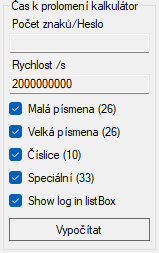 Čas k prolomení kalkulátor
Počet znaků/Heslo
Rychlost /s
2000000000
Malá písmena (26)
Velká písmena (26)
Číslice (10)
Speciální (33)
Show log in listBox
Vypočítat